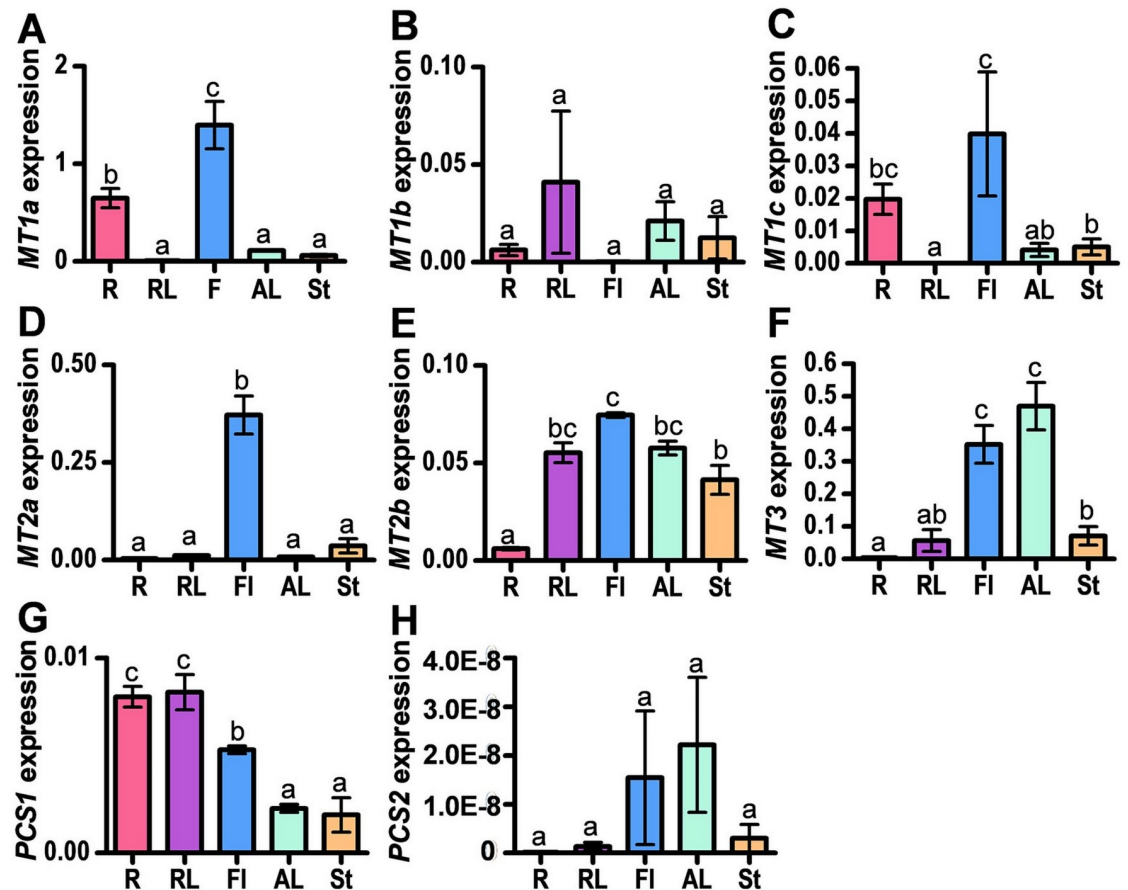 A
MT1a expression
2
1
0
b
a
c
a
a
R RL F AL St
B
MT1b expression
0.10
0.05
0.00
a
a
a
a
a
R RL Fl AL St
C
MT1c expression
0.06
0.05
0.04
0.03
0.02
0.01
0.00
bc
a
c
ab
b
R RL Fl AL St
D
MT2a expression
0.50
0.25
0.00
a
a
b
a
a
R RL Fl AL St
E
MT2b expression
0.10
0.05
0.00
a
bc
c
bc
b
R RL Fl AL St
F
MT3 expression
0.6
0.5
0.4
0.3
0.2
0.1
0.0
a
ab
c
c
b
R RL Fl AL St
G
PCS1 expression
0.01
0.00
c
c
b
a
a
R RL Fl AL St
H
PCS2 expression
4.0E-8
3.0E-8
2.0E-8
1.0E-8
0
a
a
a
a
a
R RL Fl AL St